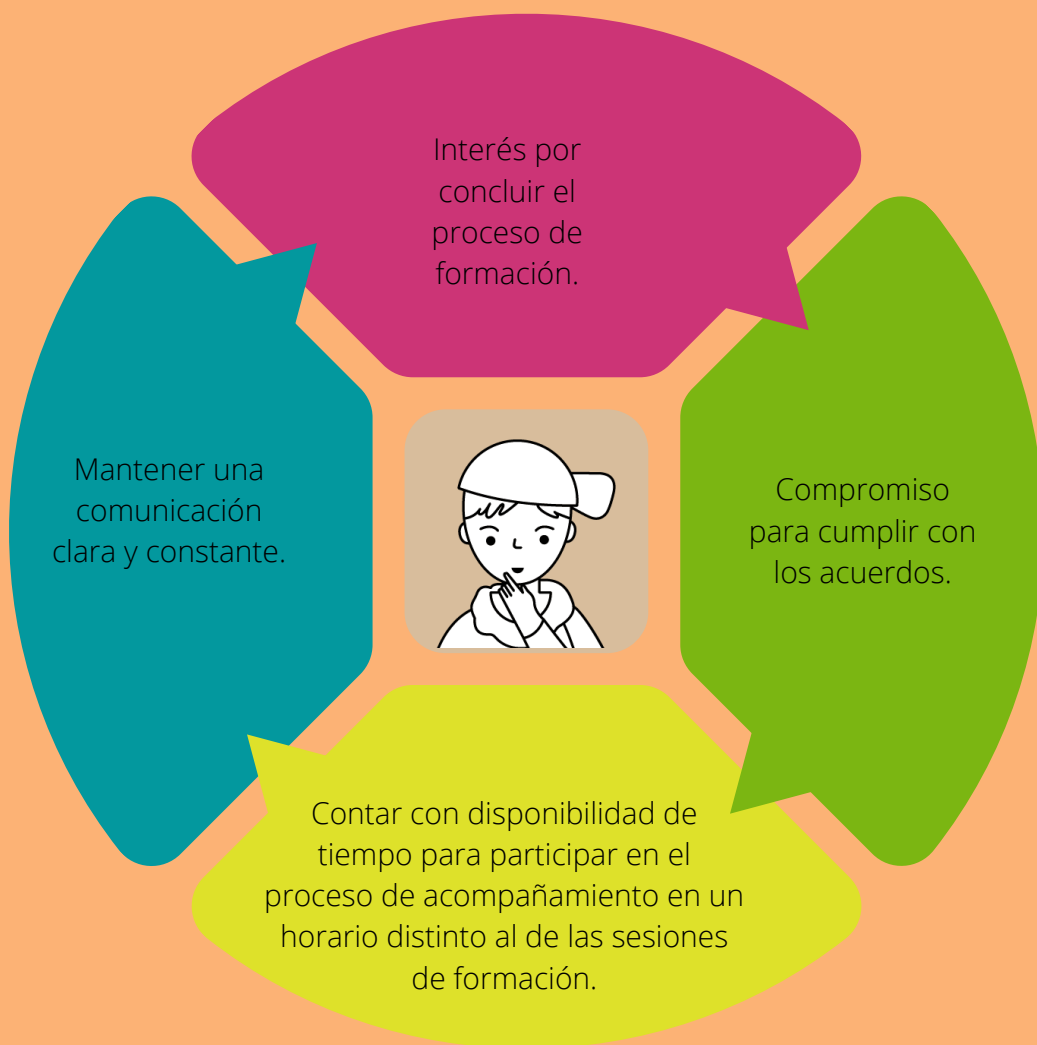 Interés por
concluir el
proceso de
formación.
Mantener una
comunicación
clara y constante.
Compromiso
para cumplir con
los acuerdos.
Contar con disponibilidad de
tiempo para participar en el
proceso de acompañamiento en un
horario distinto al de las sesiones
de formación.